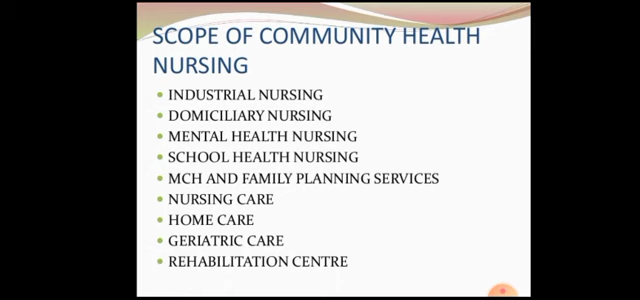 SCOPE OF COMMUNITY HEALTH
NURSING
INDUSTRIAL NURSING
DOMICILIARY NURSING
MENTAL HEALTH NURSING
SCHOOL HEALTH NURSING
MCH AND FAMILY PLANNING SERVICES
NURSING CARE
HOME CARE
GERIATRIC CARE
REHABILITATION CENTRE